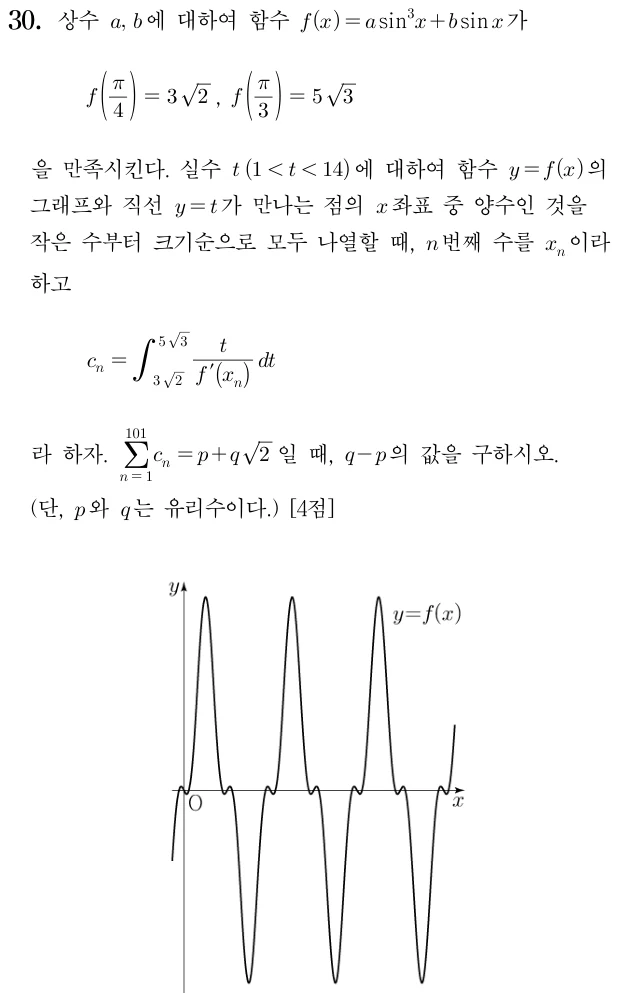 30. 상수 a, b에 대하여 함수 f(x)=a sin³x+b sin x가
f(π/4)=3√2, f(π/3)=5√3
을 만족시킨다. 실수 t(1<t<14)에 대하여 함수 y=f(x)의
그래프와 직선 y=t가 만나는 점의 x좌표 중 양수인 것을
작은 수부터 크기순으로 모두 나열할 때, n번째 수를 xₙ이라
하고
cₙ=∫_{3√2}^{5√3} t/f′(xₙ) dt
라 하자. ∑_{n=1}^{101} cₙ=p+q√2일 때, q-p의 값을 구하시오.
(단, p와 q는 유리수이다.) [4점]
y
y=f(x)
O
x